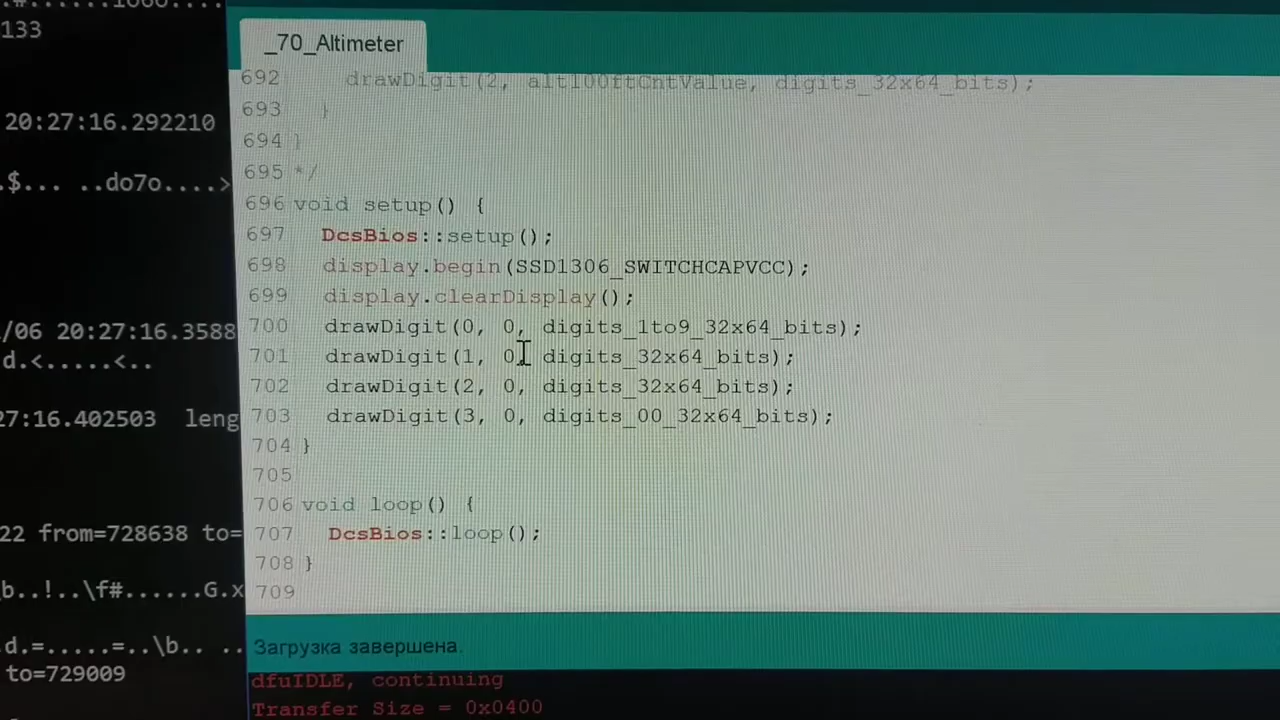 133
20:27:16.292210
.$... ..do7o....>
/06 20:27:16.3588
d.<.....<..
27:16.402503 leng
22 from=728638 to=
b..!..\f#......G.x
d.=.....=..\b.. ..
to=729009
_70_Altimeter
692 drawDigit(2, alt100ftCntValue, digits_32x64_bits);
693 }
694 }
695 */
696 void setup() {
697 DcsBios::setup();
698 display.begin(SSD1306_SWITCHCAPVCC);
699 display.clearDisplay();
700 drawDigit(0, 0, digits_1to9_32x64_bits);
701 drawDigit(1, 0, digits_32x64_bits);
702 drawDigit(2, 0, digits_32x64_bits);
703 drawDigit(3, 0, digits_00_32x64_bits);
704 }
705
706 void loop() {
707 DcsBios::loop();
708 }
709
Загрузка завершена.
dfuIDLE, continuing
Transfer Size = 0x0400